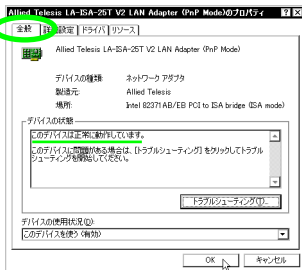 Allied Telesis LA-ISA-25T V2 LAN Adapter (PnP Mode)のプロパティ
全般 詳細設定 ドライバ リソース
Allied Telesis LA-ISA-25T V2 LAN Adapter (PnP Mode)
デバイスの種類: ネットワーク アダプタ
製造元: Allied Telesis
場所: Intel 82371AB/EB PCI to ISA bridge (ISA mode)
デバイスの状態
このデバイスは正常に動作しています。
このデバイスに問題がある場合は、[トラブルシューティング] をクリックしてトラブル
シューティングを開始してください。
トラブルシューティング(T)...
デバイスの使用状況(D):
このデバイスを使う (有効)
OK キャンセル